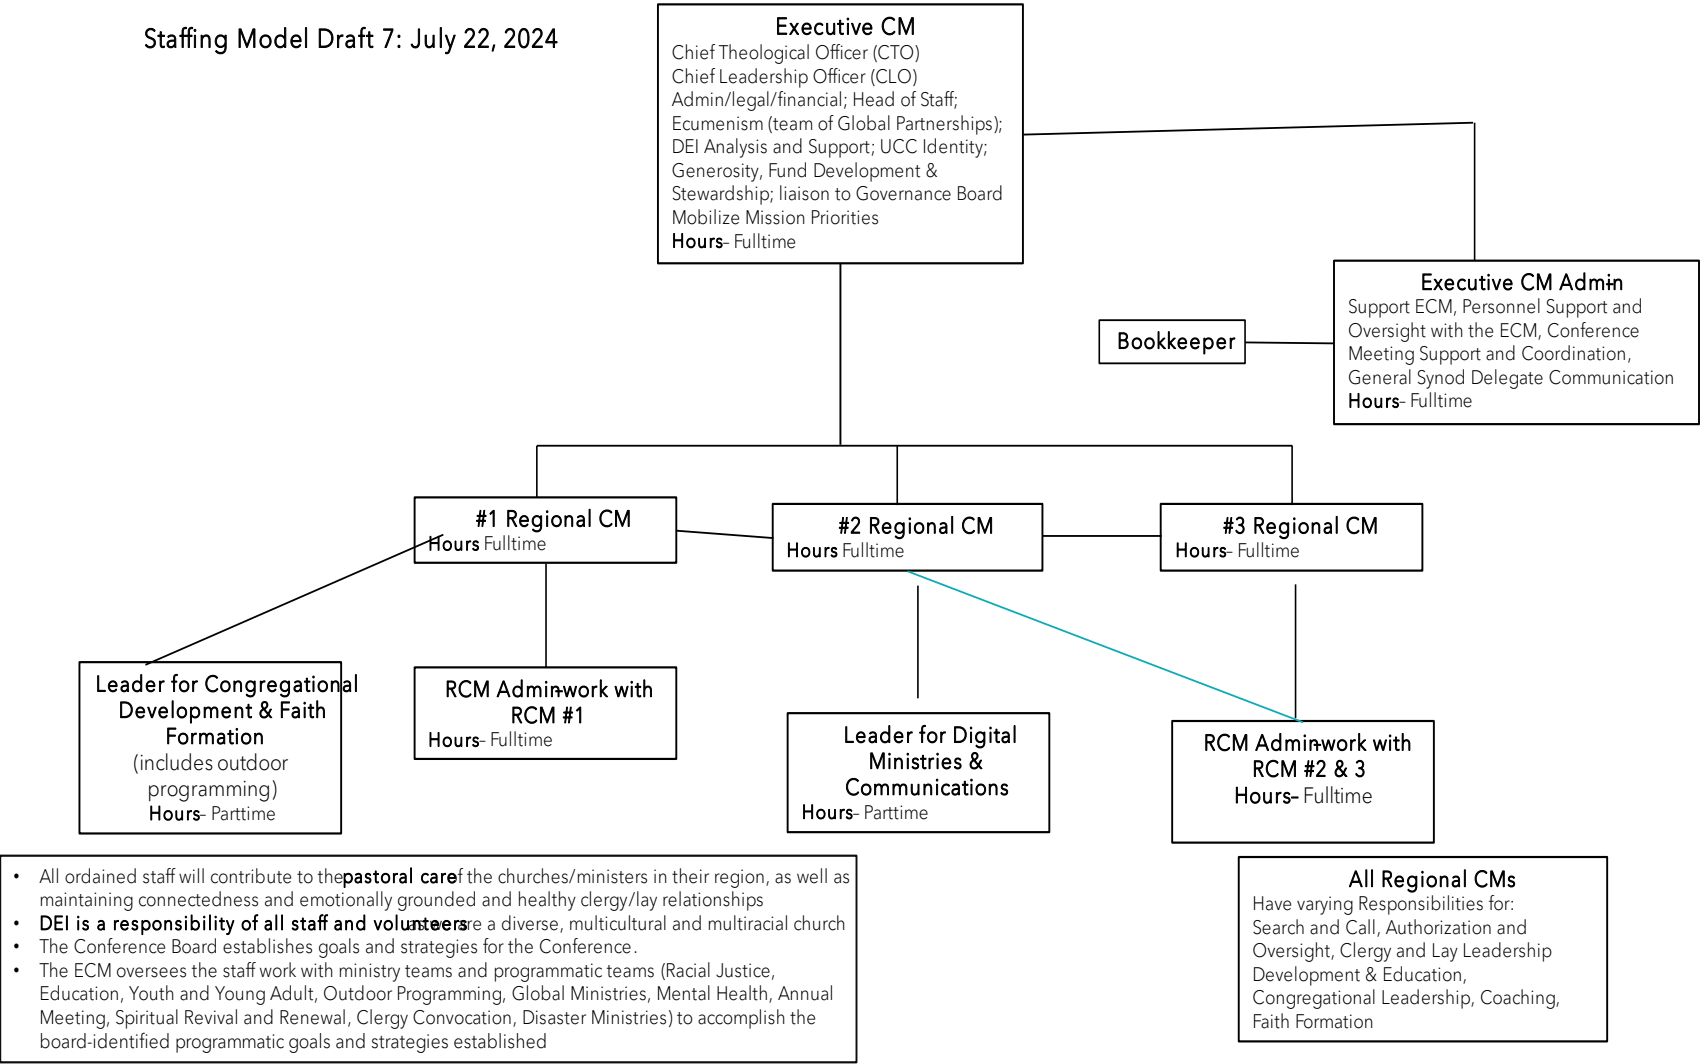 Staffing Model Draft 7: July 22, 2024
Executive CM
Chief Theological Officer (CTO)
Chief Leadership Officer (CLO)
Admin/legal/financial; Head of Staff;
Ecumenism (team of Global Partnerships);
DEI Analysis and Support; UCC Identity;
Generosity, Fund Development &
Stewardship; liaison to Governance Board
Mobilize Mission Priorities
Hours– Fulltime
Executive CM Admin–
Support ECM, Personnel Support and
Oversight with the ECM, Conference
Meeting Support and Coordination,
General Synod Delegate Communication
Hours– Fulltime
Bookkeeper
#1 Regional CM
Hours Fulltime
#2 Regional CM
Hours Fulltime
#3 Regional CM
Hours– Fulltime
Leader for Congregational
Development & Faith
Formation
(includes outdoor
programming)
Hours– Parttime
RCM Admin–work with
RCM #1
Hours– Fulltime
Leader for Digital
Ministries &
Communications
Hours– Parttime
RCM Admin–work with
RCM #2 & 3
Hours– Fulltime
• All ordained staff will contribute to the pastoral care of the churches/ministers in their region, as well as
maintaining connectedness and emotionally grounded and healthy clergy/lay relationships
• DEI is a responsibility of all staff and volunteers as we are a diverse, multicultural and multiracial church
• The Conference Board establishes goals and strategies for the Conference.
• The ECM oversees the staff work with ministry teams and programmatic teams (Racial Justice,
Education, Youth and Young Adult, Outdoor Programming, Global Ministries, Mental Health, Annual
Meeting, Spiritual Revival and Renewal, Clergy Convocation, Disaster Ministries) to accomplish the
board-identified programmatic goals and strategies established
All Regional CMs
Have varying Responsibilities for:
Search and Call, Authorization and
Oversight, Clergy and Lay Leadership
Development & Education,
Congregational Leadership, Coaching,
Faith Formation